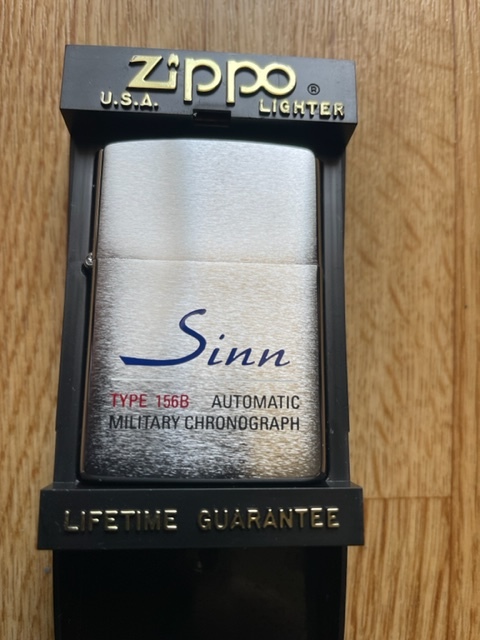 Zippo ®
U.S.A. LIGHTER
Sinn
TYPE 156B AUTOMATIC
MILITARY CHRONOGRAPH
LIFETIME GUARANTEE